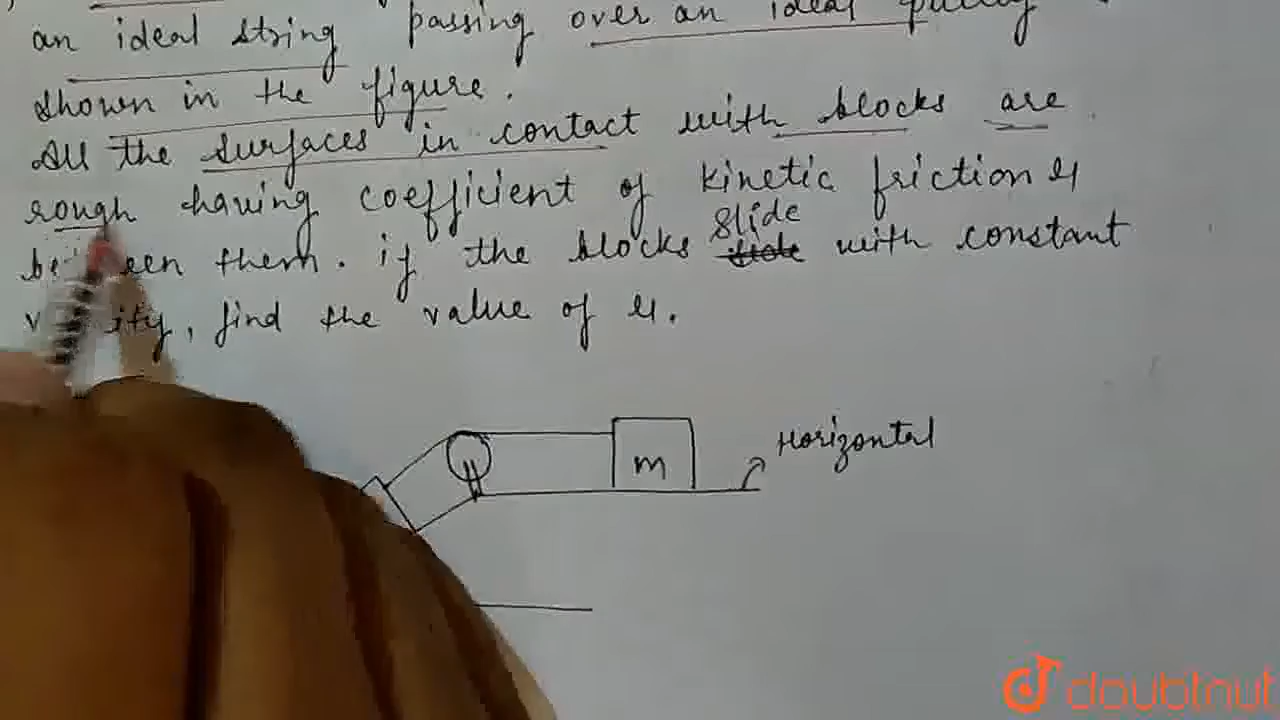 passing over an ideal pulley
an ideal string
shown in the figure.
All the surfaces in contact with blocks are
rough having coefficient of kinetic friction μ
between them. if the blocks slide with constant
velocity, find the value of μ.
Horizontal
m
doubtnut